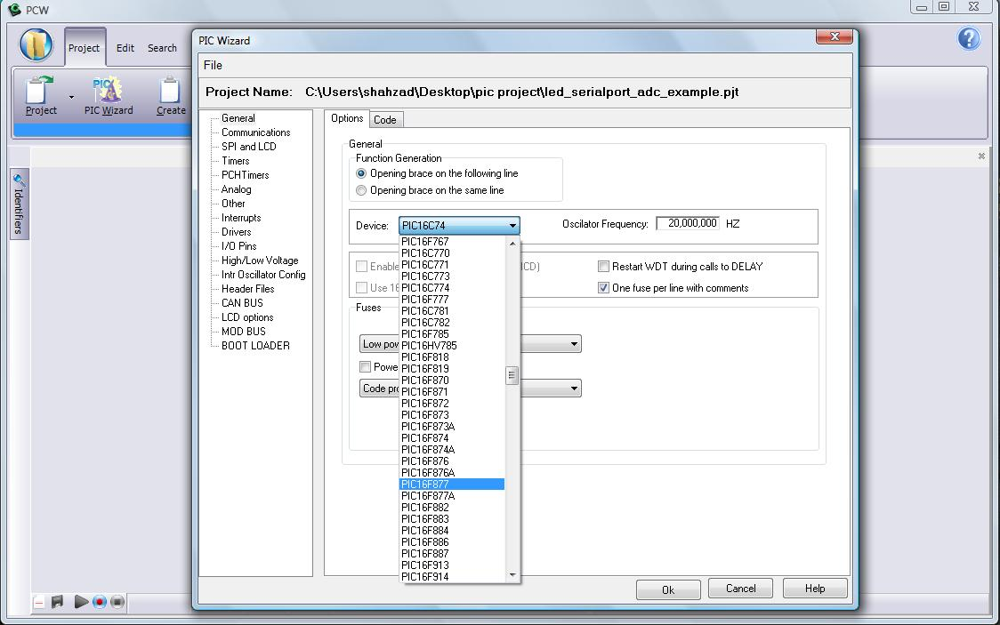 PCW
Project Edit Search
Project PIC Wizard Create
Identifiers
PIC Wizard
File
Project Name: C:\Users\shahzad\Desktop\pic project\led_serialport_adc_example.pjt
General
Communications
SPI and LCD
Timers
PCHTimers
Analog
Other
Interrupts
Drivers
I/O Pins
High/Low Voltage
Intr Oscillator Config
Header Files
CAN BUS
LCD options
MOD BUS
BOOT LOADER
Options Code
General
Function Generation
Opening brace on the following line
Opening brace on the same line
Device: PIC16C74 Oscilator Frequency: 20,000,000 HZ
Enable ICD) Restart WDT during calls to DELAY
Use 16 One fuse per line with comments
Fuses
Low pow
Powe
Code pro
PIC16F767
PIC16C770
PIC16C771
PIC16C773
PIC16C774
PIC16F777
PIC16C781
PIC16C782
PIC16F785
PIC16HV785
PIC16F818
PIC16F819
PIC16F870
PIC16F871
PIC16F872
PIC16F873
PIC16F873A
PIC16F874
PIC16F874A
PIC16F876
PIC16F876A
PIC16F877
PIC16F877A
PIC16F882
PIC16F883
PIC16F884
PIC16F886
PIC16F887
PIC16F913
PIC16F914
Ok Cancel Help